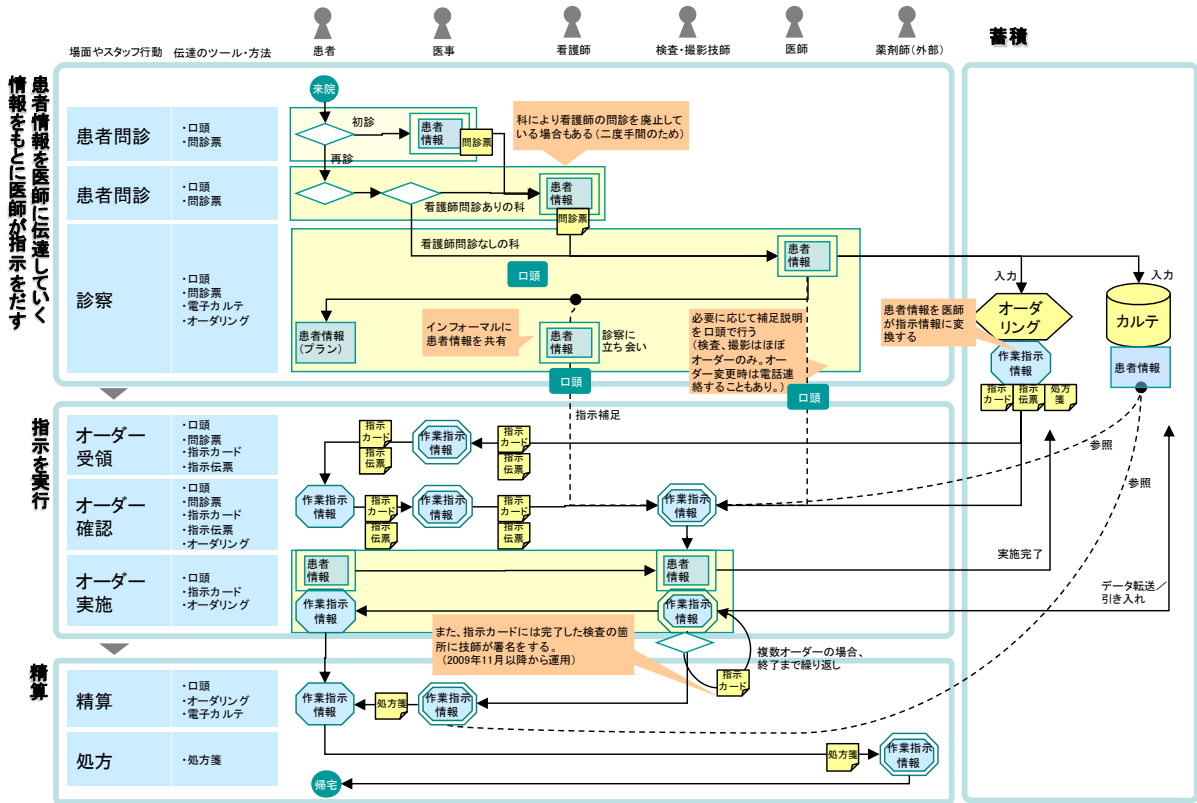 場面やスタッフ行動
伝達のツール・方法
患者
医事
看護師
検査・撮影技師
医師
薬剤師(外部)
蓄積
患者情報を医師に伝達していく
情報をもとに医師が指示をだす
患者問診
・口頭
・問診票
来院
初診
再診
患者
情報
問診票
科により看護師の問診を廃止して
いる場合もある(二度手間のため)
患者問診
・口頭
・問診票
看護師問診ありの科
患者
情報
問診票
診察
・口頭
・問診票
・電子カルテ
・オーダリング
看護師問診なしの科
口頭
患者
情報
患者情報
(プラン)
インフォーマルに
患者情報を共有
患者
情報
診察に
立ち会い
口頭
必要に応じて補足説明
を口頭で行う
(検査、撮影はほぼ
オーダーのみ。オー
ダー変更時は電話連
絡することもあり。)
口頭
入力
入力
患者情報を医師
が指示情報に変
換する
オーダ
リング
作業指示
情報
指示
カード
指示
伝票
処方
箋
カルテ
患者情報
指示を実行
オーダー
受領
・口頭
・問診票
・指示カード
・指示伝票
指示
カード
指示
伝票
作業指示
情報
指示
カード
指示
伝票
指示補足
参照
参照
オーダー
確認
・口頭
・問診票
・指示カード
・指示伝票
・オーダリング
作業指示
情報
指示
カード
指示
伝票
作業指示
情報
指示
カード
指示
伝票
作業指示
情報
オーダー
実施
・口頭
・指示カード
・オーダリング
患者
情報
作業指示
情報
患者
情報
作業指示
情報
実施完了
データ転送/
引き入れ
また、指示カードには完了した検査の箇
所に技師が署名をする。
(2009年11月以降から運用)
指示
カード
複数オーダーの場合、
終了まで繰り返し
精算
精算
・口頭
・オーダリング
・電子カルテ
作業指示
情報
処方箋
作業指示
情報
処方
・処方箋
処方箋
作業指示
情報
帰宅